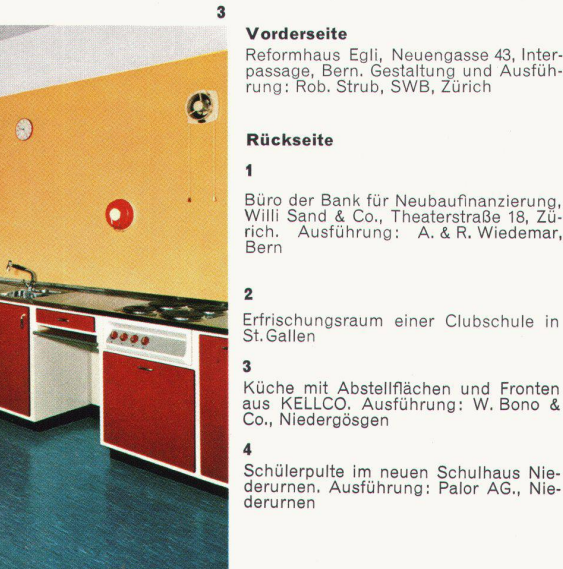 3
Vorderseite
Reformhaus Egli, Neuengasse 43, Inter-
passage, Bern. Gestaltung und Ausfüh-
rung: Rob. Strub, SWB, Zürich
Rückseite
1
Büro der Bank für Neubaufinanzierung,
Willi Sand & Co., Theaterstraße 18, Zü-
rich. Ausführung: A. & R. Wiedemar,
Bern
2
Erfrischungsraum einer Clubschule in
St. Gallen
3
Küche mit Abstellflächen und Fronten
aus KELLCO. Ausführung: W. Bono &
Co., Niedergösgen
4
Schülerpulte im neuen Schulhaus Nie-
derurnen. Ausführung: Palor AG., Nie-
derurnen